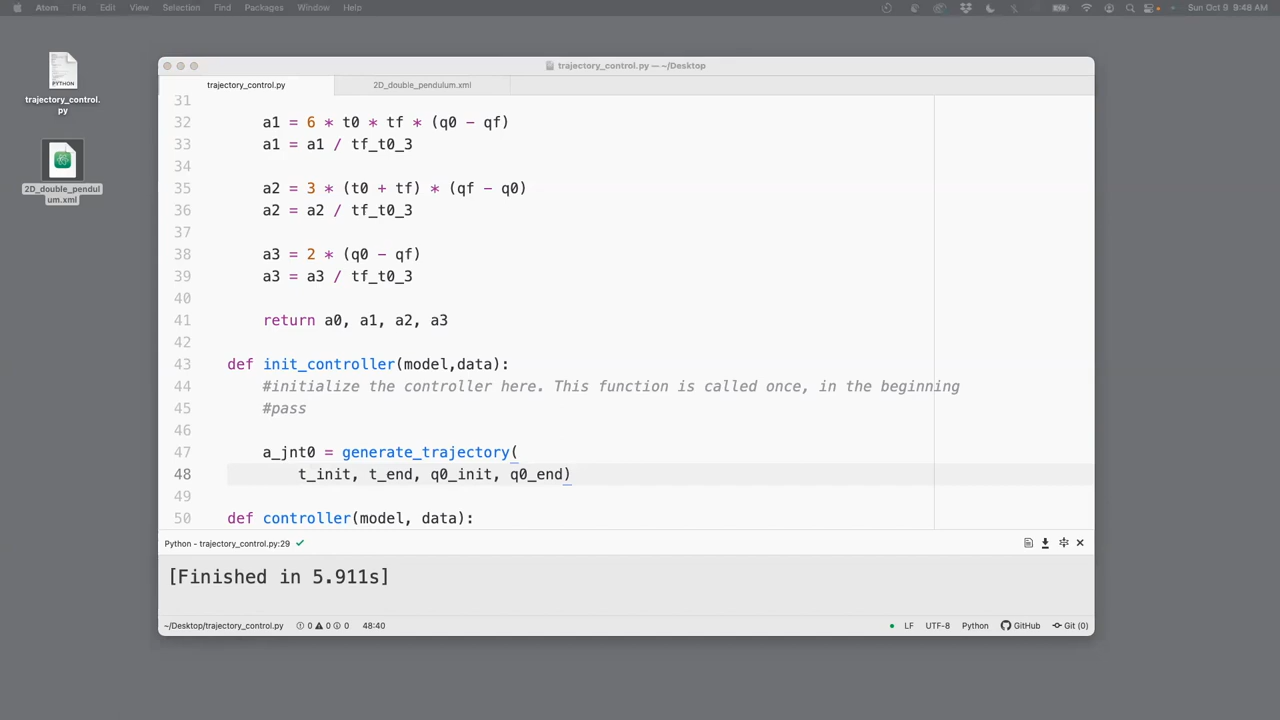 Atom File Edit View Selection Find Packages Window Help
Sun Oct 9 9:48 AM
PYTHON
trajectory_control.
py
2D_double_pendul
um.xml
trajectory_control.py — ~/Desktop
trajectory_control.py
2D_double_pendulum.xml
31
32 a1 = 6 * t0 * tf * (q0 - qf)
33 a1 = a1 / tf_t0_3
34
35 a2 = 3 * (t0 + tf) * (qf - q0)
36 a2 = a2 / tf_t0_3
37
38 a3 = 2 * (q0 - qf)
39 a3 = a3 / tf_t0_3
40
41 return a0, a1, a2, a3
42
43 def init_controller(model,data):
44 #initialize the controller here. This function is called once, in the beginning
45 #pass
46
47 a_jnt0 = generate_trajectory(
48 t_init, t_end, q0_init, q0_end)
49
50 def controller(model, data):
Python - trajectory_control.py:29
[Finished in 5.911s]
~/Desktop/trajectory_control.py 0 0 0 48:40
LF UTF-8 Python GitHub Git (0)